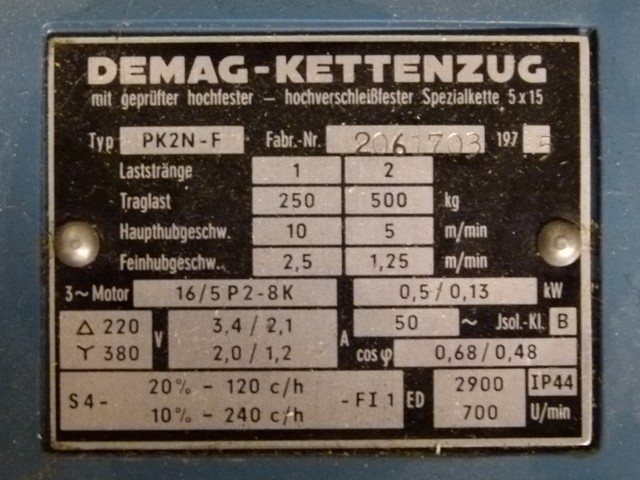 DEMAG-KETTENZUG
mit geprüfter hochfester – hochverschleißfester Spezialkette 5 x 15
Typ PK2N-F Fabr.-Nr. 2061703 197 5
Laststränge 1 2
Traglast 250 500 kg
Haupthubgeschw. 10 5 m/min
Feinhubgeschw. 2,5 1,25 m/min
3~Motor 16/5 P2-8K 0,5/0,13 kW
△ 220 V 3,4 / 2,1 A 50 ~ Jsol.-Kl. B
Y 380 2,0 / 1,2 cos φ 0,68/0,48
S4- 20% - 120 c/h -FI 1 ED 2900 IP44
10% - 240 c/h 700 U/min